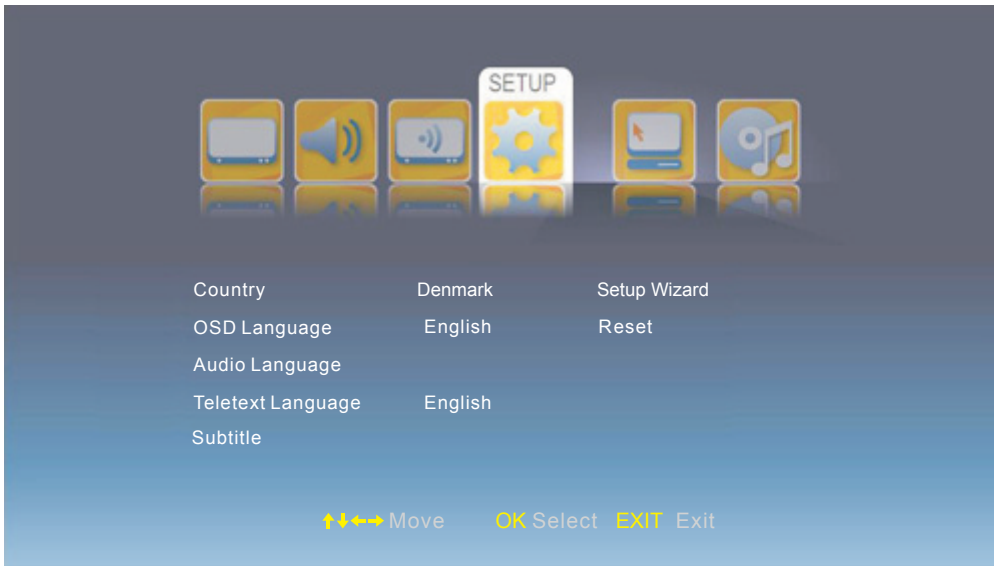 SETUP
Country Denmark Setup Wizard
OSD Language English Reset
Audio Language
Teletext Language English
Subtitle
Move OK Select EXIT Exit